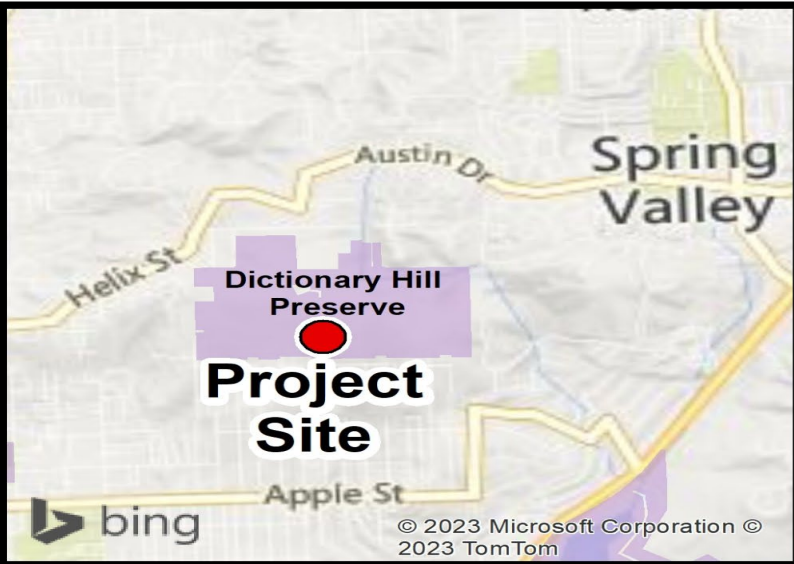 Austin Dr
Spring
Valley
Helix St
Dictionary Hill
Preserve
Project
Site
Apple St
bing
© 2023 Microsoft Corporation ©
2023 TomTom